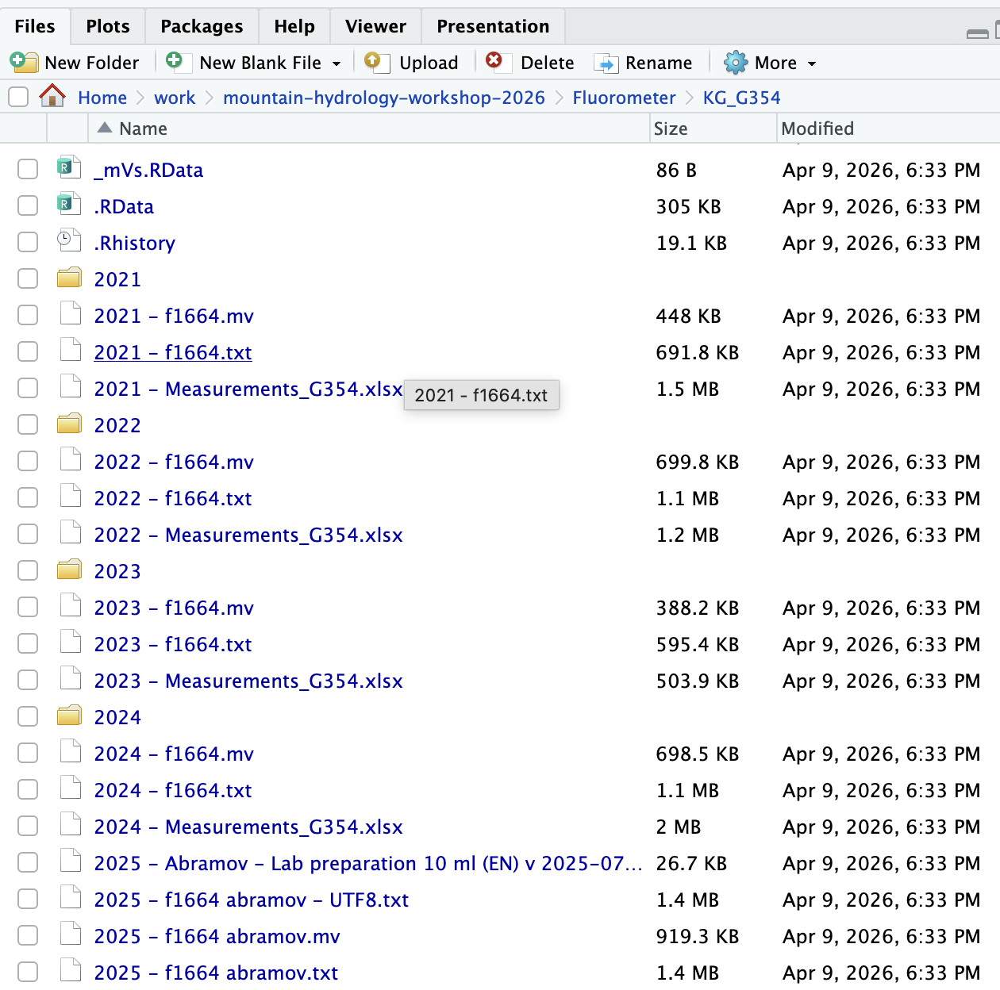 Files Plots Packages Help Viewer Presentation
New Folder New Blank File Upload Delete Rename More
Home work mountain-hydrology-workshop-2026 Fluorometer KG_G354
Name Size Modified
_mVs.RData 86 B Apr 9, 2026, 6:33 PM
.RData 305 KB Apr 9, 2026, 6:33 PM
.Rhistory 19.1 KB Apr 9, 2026, 6:33 PM
2021
2021 - f1664.mv 448 KB Apr 9, 2026, 6:33 PM
2021 - f1664.txt 691.8 KB Apr 9, 2026, 6:33 PM
2021 - Measurements_G354.xlsx 1.5 MB Apr 9, 2026, 6:33 PM
2021 - f1664.txt
2022
2022 - f1664.mv 699.8 KB Apr 9, 2026, 6:33 PM
2022 - f1664.txt 1.1 MB Apr 9, 2026, 6:33 PM
2022 - Measurements_G354.xlsx 1.2 MB Apr 9, 2026, 6:33 PM
2023
2023 - f1664.mv 388.2 KB Apr 9, 2026, 6:33 PM
2023 - f1664.txt 595.4 KB Apr 9, 2026, 6:33 PM
2023 - Measurements_G354.xlsx 503.9 KB Apr 9, 2026, 6:33 PM
2024
2024 - f1664.mv 698.5 KB Apr 9, 2026, 6:33 PM
2024 - f1664.txt 1.1 MB Apr 9, 2026, 6:33 PM
2024 - Measurements_G354.xlsx 2 MB Apr 9, 2026, 6:33 PM
2025 - Abramov - Lab preparation 10 ml (EN) v 2025-07... 26.7 KB Apr 9, 2026, 6:33 PM
2025 - f1664 abramov - UTF8.txt 1.4 MB Apr 9, 2026, 6:33 PM
2025 - f1664 abramov.mv 919.3 KB Apr 9, 2026, 6:33 PM
2025 - f1664 abramov.txt 1.4 MB Apr 9, 2026, 6:33 PM